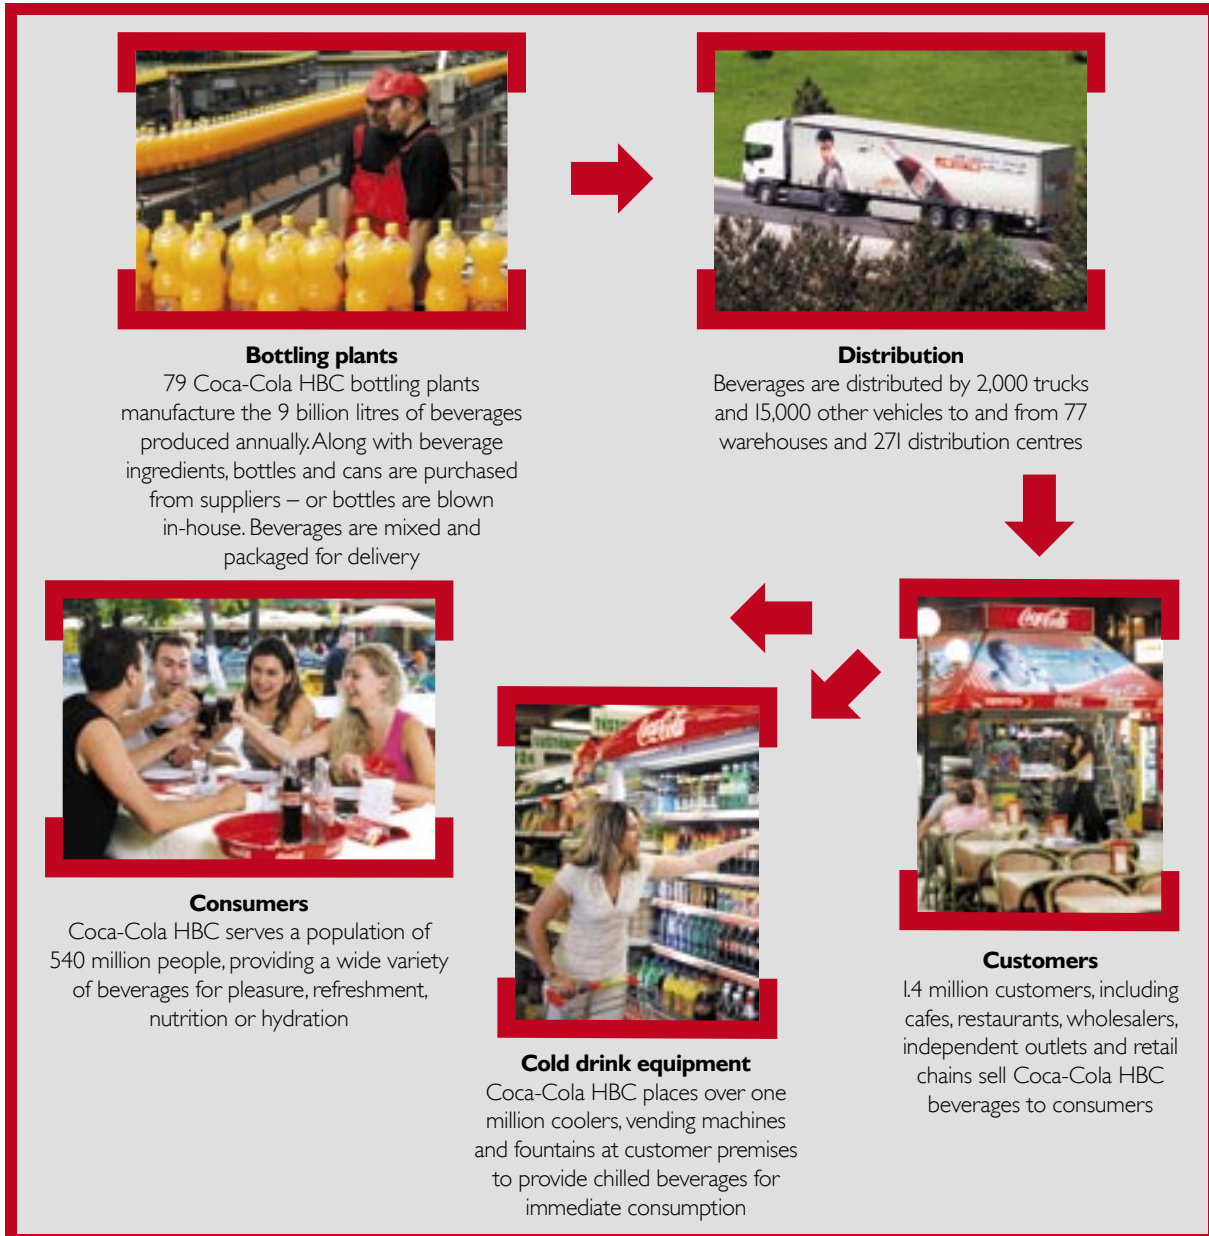 Bottling plants
79 Coca-Cola HBC bottling plants
manufacture the 9 billion litres of beverages
produced annually. Along with beverage
ingredients, bottles and cans are purchased
from suppliers – or bottles are blown
in-house. Beverages are mixed and
packaged for delivery
Distribution
Beverages are distributed by 2,000 trucks
and 15,000 other vehicles to and from 77
warehouses and 271 distribution centres
Coca-Cola
Customers
1.4 million customers, including
cafes, restaurants, wholesalers,
independent outlets and retail
chains sell Coca-Cola HBC
beverages to consumers
Coca-Cola
Cold drink equipment
Coca-Cola HBC places over one
million coolers, vending machines
and fountains at customer premises
to provide chilled beverages for
immediate consumption
Consumers
Coca-Cola HBC serves a population of
540 million people, providing a wide variety
of beverages for pleasure, refreshment,
nutrition or hydration